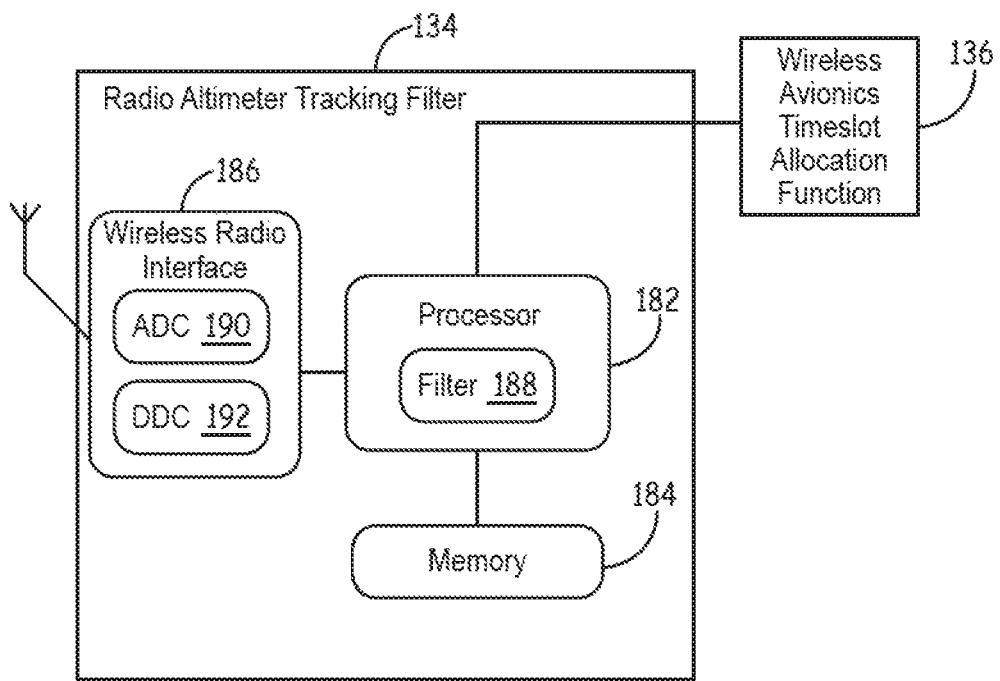 134
Radio Altimeter Tracking Filter
Wireless
Avionics
Timeslot
Allocation
Function
136
186
Wireless Radio
Interface
ADC 190
DDC 192
Processor
Filter 188
182
Memory
184